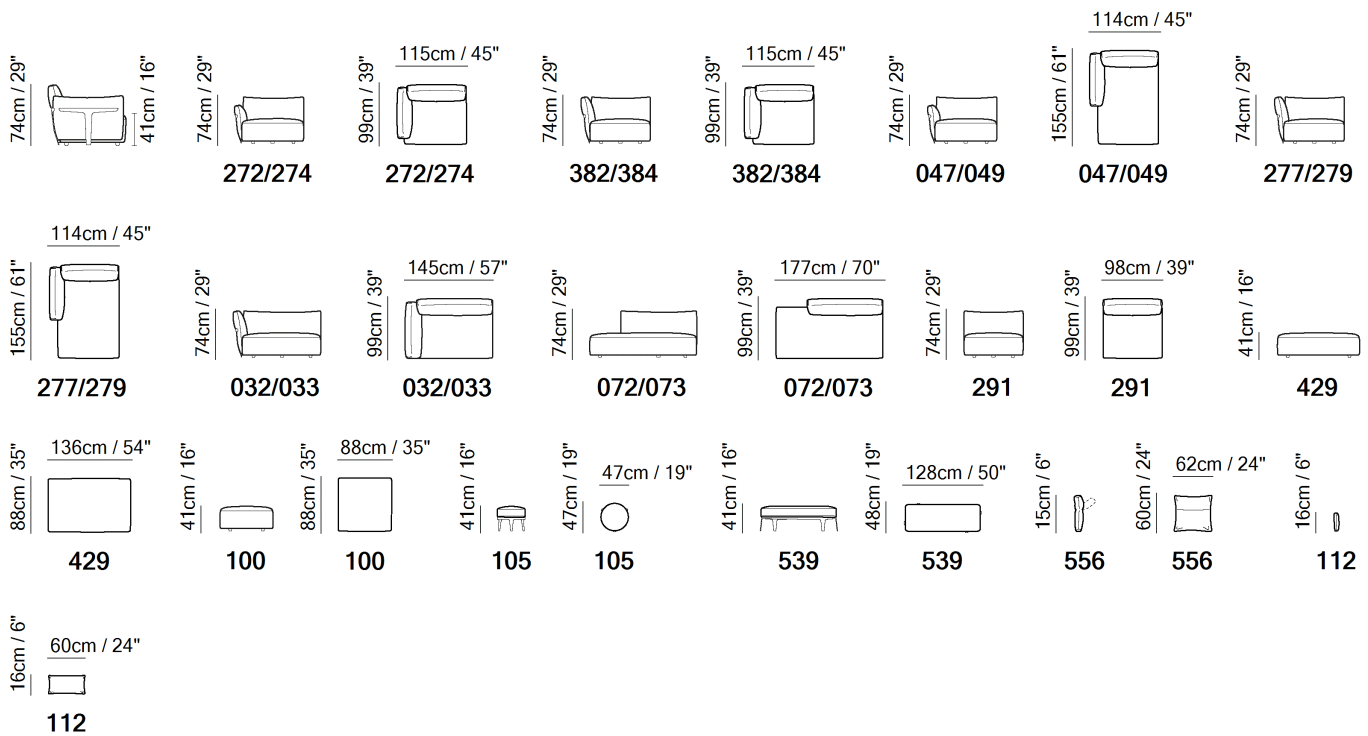 74cm / 29"
41cm / 16"
74cm / 29"
272/274
99cm / 39"
115cm / 45"
272/274
74cm / 29"
382/384
99cm / 39"
115cm / 45"
382/384
74cm / 29"
047/049
155cm / 61"
114cm / 45"
047/049
74cm / 29"
277/279
155cm / 61"
114cm / 45"
277/279
74cm / 29"
032/033
99cm / 39"
145cm / 57"
032/033
74cm / 29"
072/073
99cm / 39"
177cm / 70"
072/073
74cm / 29"
291
99cm / 39"
98cm / 39"
291
41cm / 16"
429
88cm / 35"
136cm / 54"
429
41cm / 16"
100
88cm / 35"
88cm / 35"
100
41cm / 16"
105
47cm / 19"
47cm / 19"
105
41cm / 16"
539
48cm / 19"
128cm / 50"
539
15cm / 6"
556
60cm / 24"
62cm / 24"
556
16cm / 6"
112
16cm / 6"
60cm / 24"
112